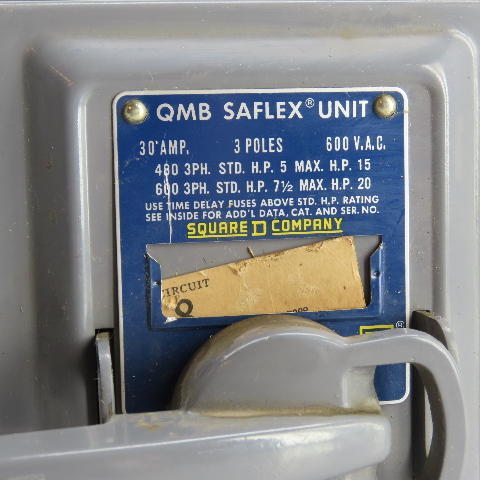 QMB SAFLEX® UNIT
30 AMP. 3 POLES 600 V.A.C.
480 3PH. STD. H.P. 5 MAX. H.P. 15
600 3PH. STD. H.P. 7½ MAX. H.P. 20
USE TIME DELAY FUSES ABOVE STD. H.P. RATING
SEE INSIDE FOR ADD'L DATA, CAT. AND SER. NO.
SQUARE D COMPANY
IRCUIT
®